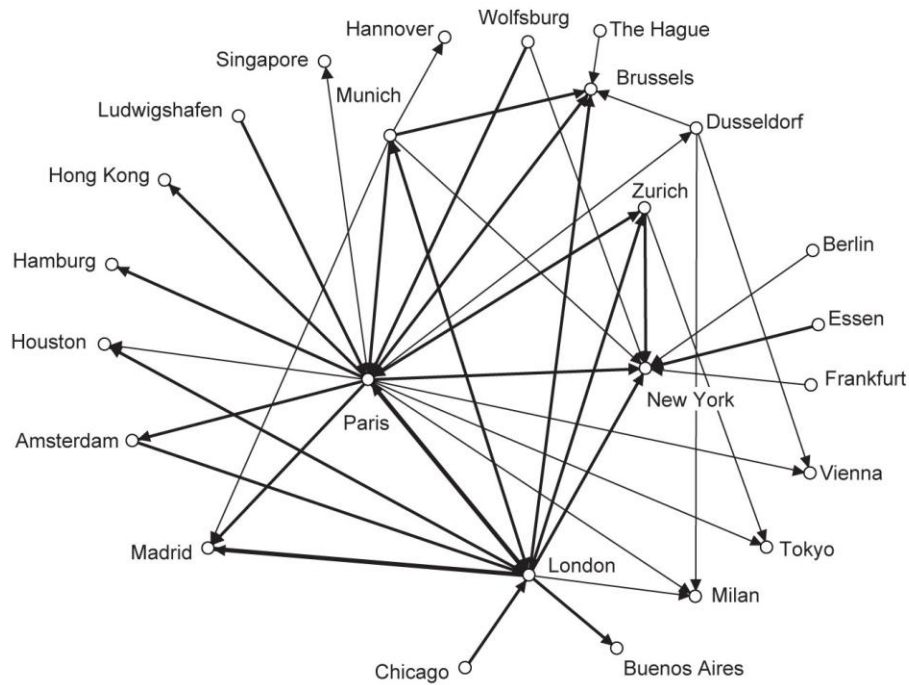 Wolfsburg
Hannover
The Hague
Singapore
Brussels
Munich
Ludwigshafen
Dusseldorf
Hong Kong
Zurich
Berlin
Hamburg
Essen
Houston
Frankfurt
New York
Paris
Amsterdam
Vienna
Madrid
Tokyo
London
Milan
Chicago
Buenos Aires